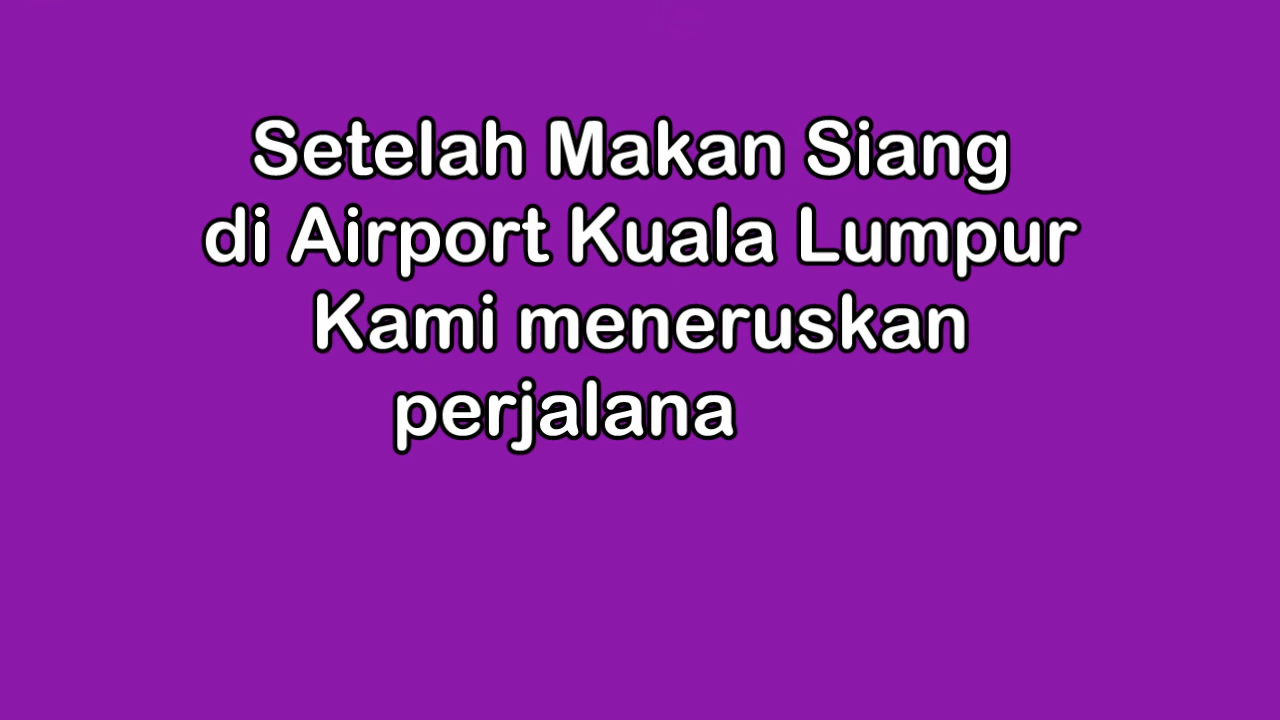 Setelah Makan Siang
di Airport Kuala Lumpur
Kami meneruskan
perjalana